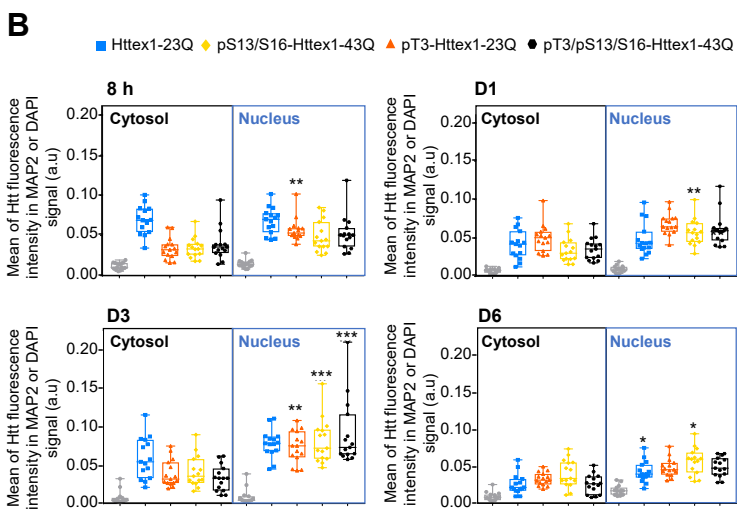 B
Httex1-23Q pS13/S16-Httex1-43Q pT3-Httex1-23Q pT3/pS13/S16-Httex1-43Q
8 h
Mean of Htt fluorescence
intensity in MAP2 or DAPI
signal (a.u)
0.20
0.15
0.10
0.05
0.00
Cytosol
Nucleus
**
D1
Mean of Htt fluorescence
intensity in MAP2 or DAPI
signal (a.u)
0.20
0.15
0.10
0.05
0.00
Cytosol
Nucleus
**
D3
Mean of Htt fluorescence
intensity in MAP2 or DAPI
signal (a.u)
0.20
0.15
0.10
0.05
0.00
Cytosol
Nucleus
**
***
***
D6
Mean of Htt fluorescence
intensity in MAP2 or DAPI
signal (a.u)
0.20
0.15
0.10
0.05
0.00
Cytosol
Nucleus
*
*